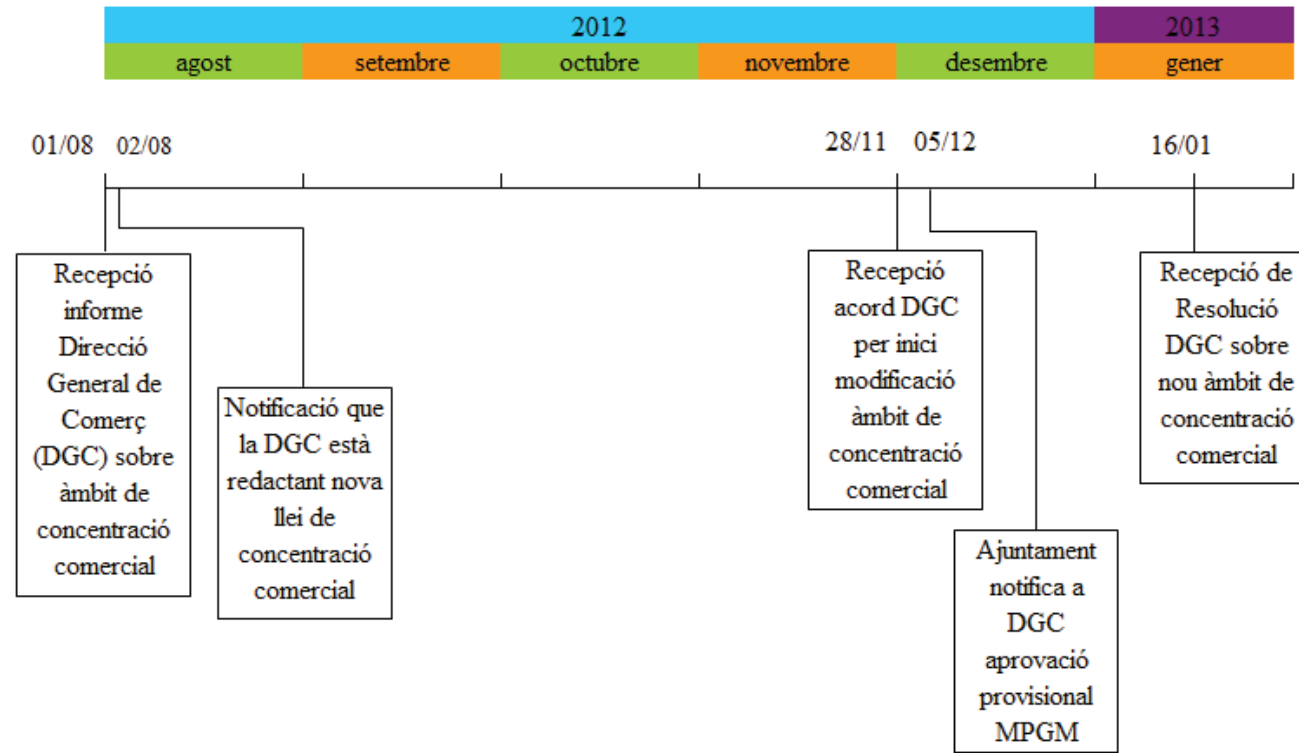 2012
2013
agost
setembre
octubre
novembre
desembre
gener
01/08
02/08
28/11
05/12
16/01
Recepció
informe
Direcció
General de
Comerç
(DGC) sobre
àmbit de
concentració
comercial
Notificació que
la DGC està
redactant nova
llei de
concentració
comercial
Recepció
acord DGC
per inici
modificació
àmbit de
concentració
comercial
Ajuntament
notifica a
DGC
aprovació
provisional
MPGM
Recepció de
Resolució
DGC sobre
nou àmbit de
concentració
comercial